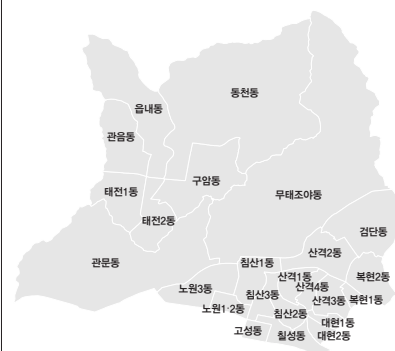 동천동
읍내동
관음동
구암동
태전1동
무태조야동
태전2동
검단동
산격2동
관문동
침산1동
산격1동
복현2동
노원3동
산격4동
침산3동
산격3동
복현1동
노원1·2동
침산2동
대현1동
고성동
칠성동
대현2동